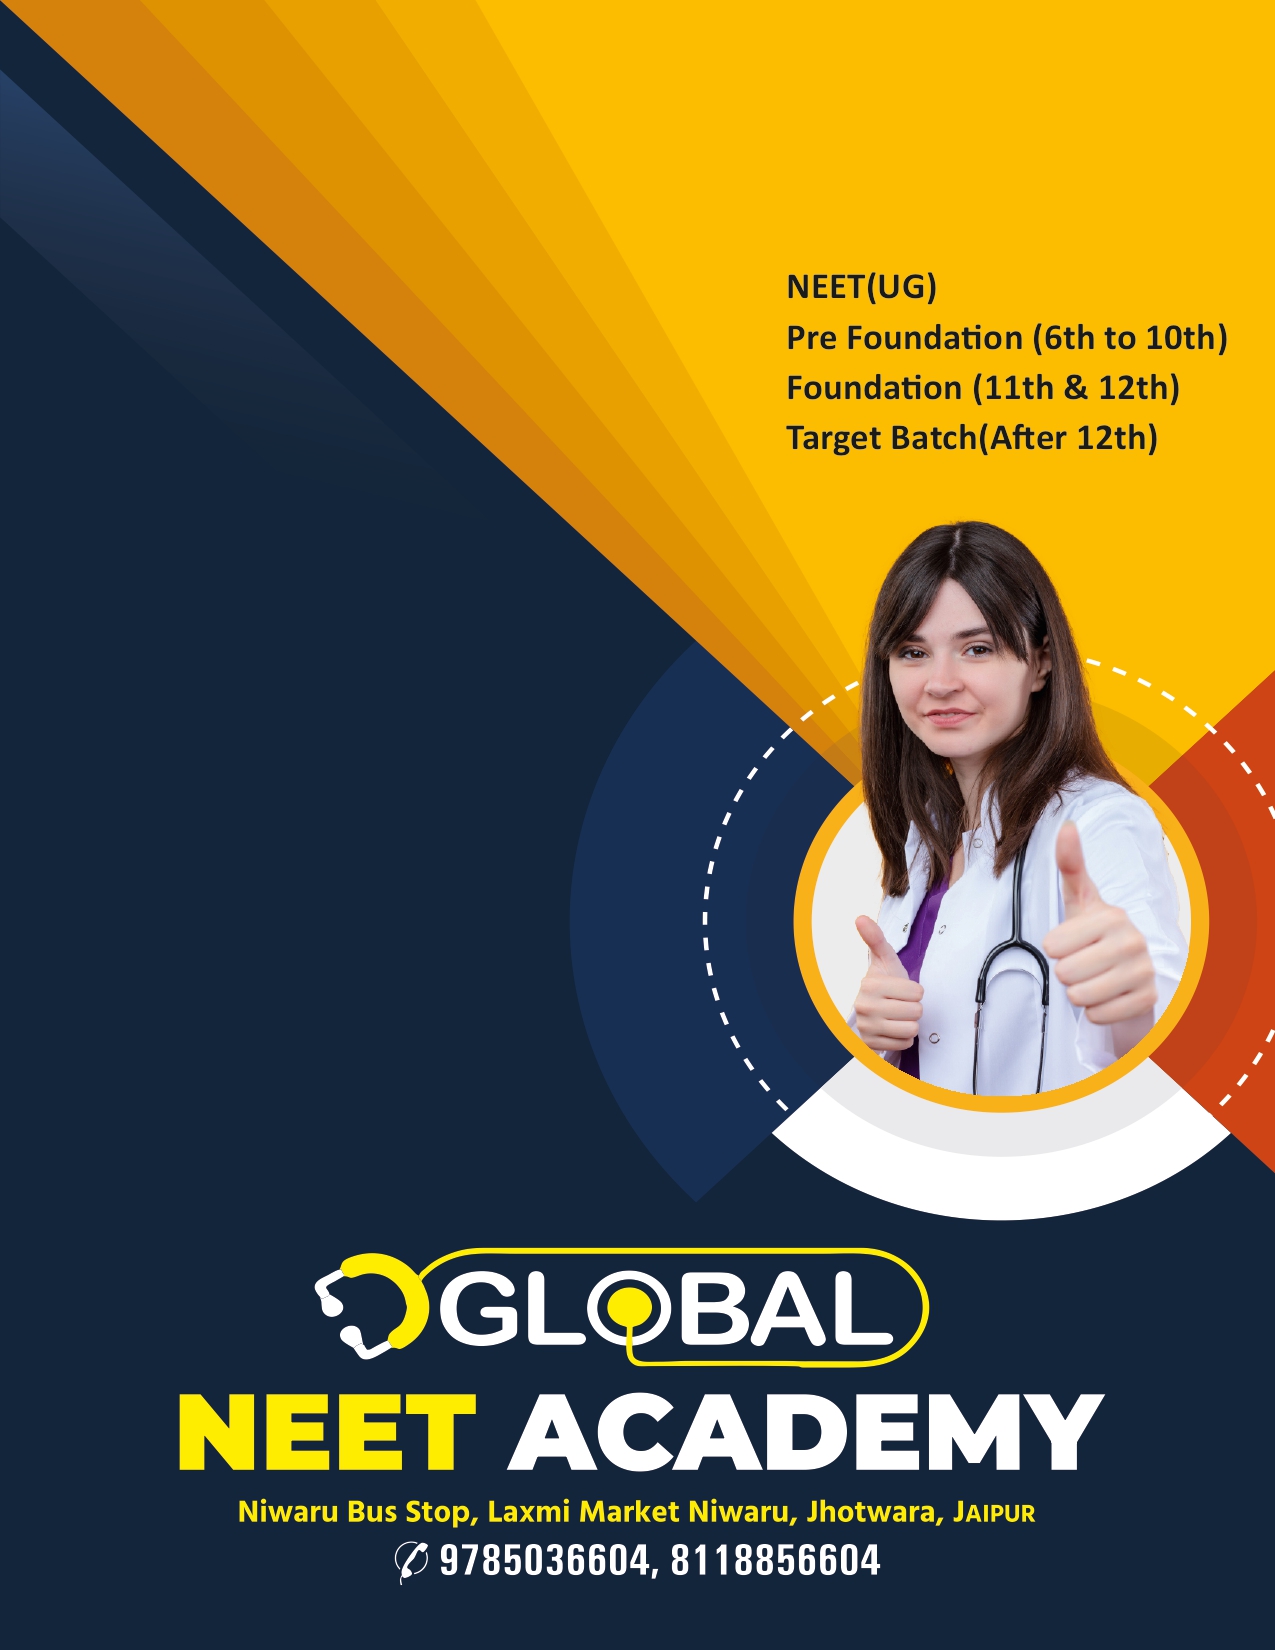 NEET(UG)
Pre Foundation (6th to 10th)
Foundation (11th & 12th)
Target Batch(After 12th)
GLOBAL
NEET ACADEMY
Niwaru Bus Stop, Laxmi Market Niwaru, Jhotwara, JAIPUR
9785036604, 8118856604